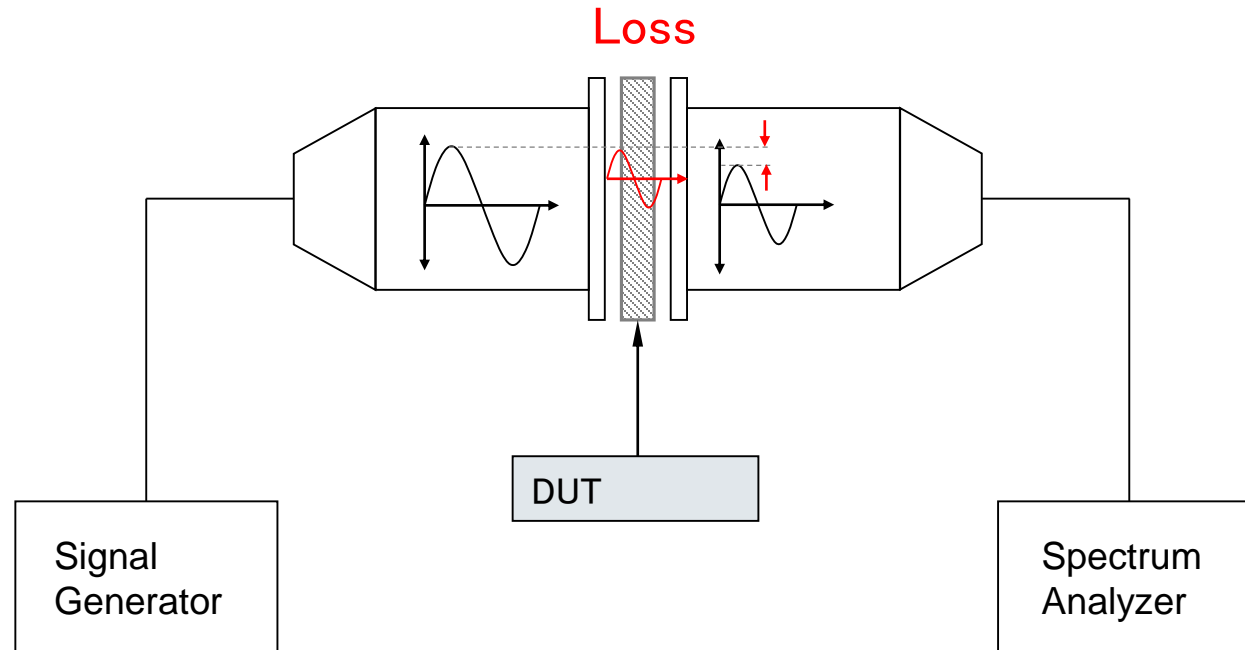 Loss
DUT
Signal
Generator
Spectrum
Analyzer